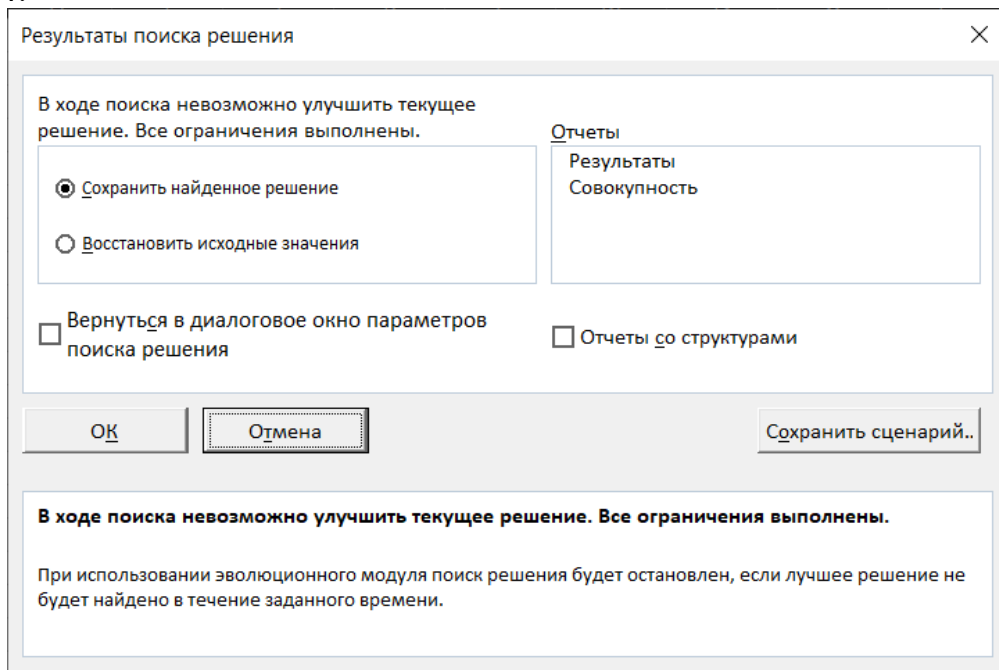 Результаты поиска решения
В ходе поиска невозможно улучшить текущее
решение. Все ограничения выполнены.
Сохранить найденное решение
Восстановить исходные значения
Вернуться в диалоговое окно параметров
поиска решения
Отчеты
Результаты
Совокупность
Отчеты со структурами
ОК
Отмена
Сохранить сценарий..
В ходе поиска невозможно улучшить текущее решение. Все ограничения выполнены.
При использовании эволюционного модуля поиск решения будет остановлен, если лучшее решение не
будет найдено в течение заданного времени.